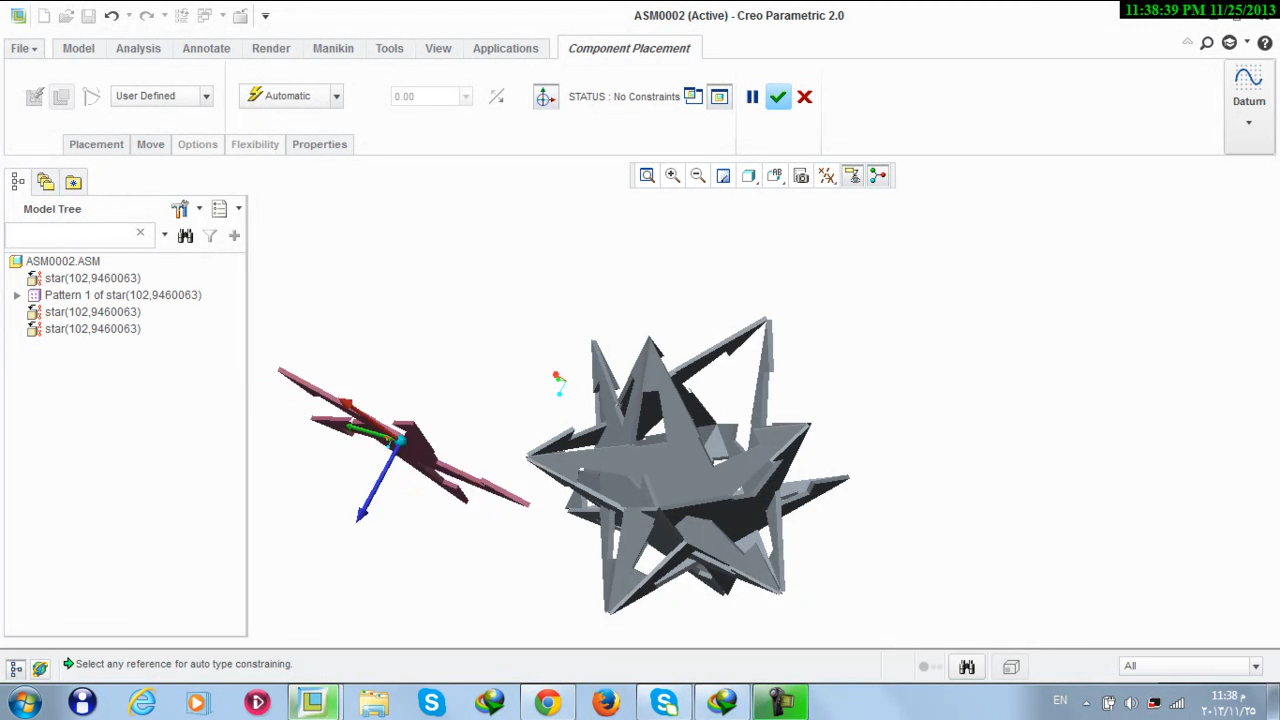 ASM0002 (Active) - Creo Parametric 2.0
11:38:39 PM 11/25/2013
File Model Analysis Annotate Render Manikin Tools View Applications Component Placement
User Defined Automatic 0.00 STATUS : No Constraints
Datum
Placement Move Options Flexibility Properties
Model Tree
ASM0002.ASM
star(102,9460063)
Pattern 1 of star(102,9460063)
star(102,9460063)
star(102,9460063)
Select any reference for auto type constraining.
All
EN
11:38 م
٢٠١٣/١١/٢٥